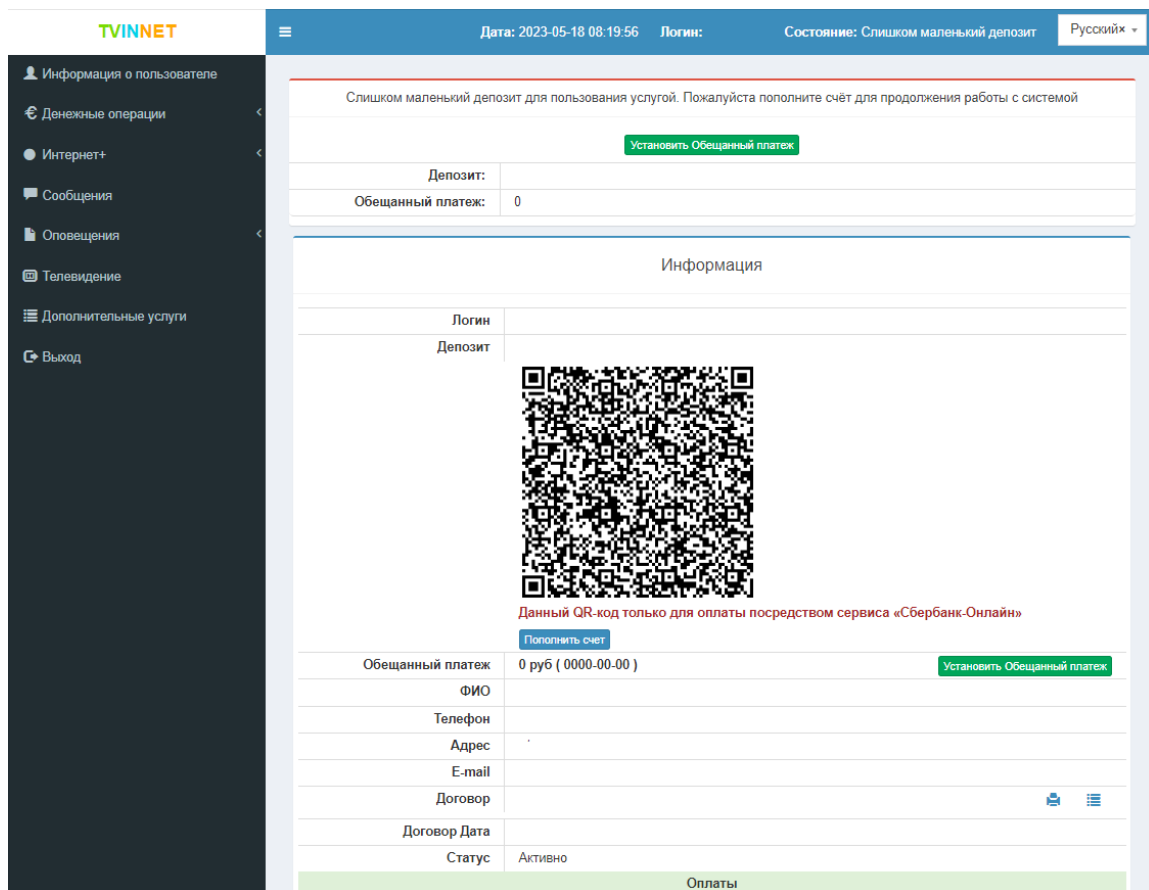 TVINNET
Дата: 2023-05-18 08:19:56 Логин: Состояние: Слишком маленький депозит Русский×
Информация о пользователе
Денежные операции
Интернет+
Сообщения
Оповещения
Телевидение
Дополнительные услуги
Выход
Слишком маленький депозит для пользования услугой. Пожалуйста пополните счёт для продолжения работы с системой
Установить Обещанный платеж
Депозит:
Обещанный платеж: 0
Информация
Логин
Депозит
Данный QR-код только для оплаты посредством сервиса «Сбербанк-Онлайн»
Пополнить счет
Обещанный платеж 0 руб ( 0000-00-00 ) Установить Обещанный платеж
ФИО
Телефон
Адрес
E-mail
Договор
Договор Дата
Статус Активно
Оплаты